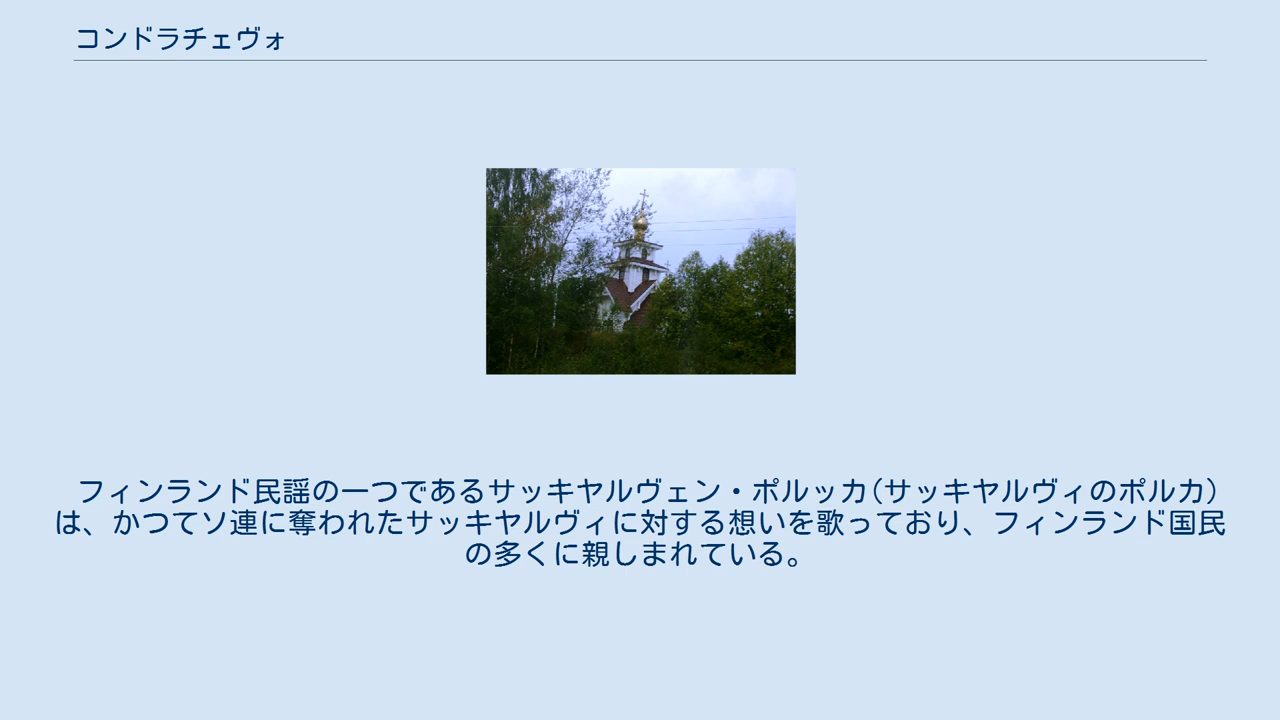 コンドラチェヴォ
フィンランド民謡の一つであるサッキヤルヴェン・ポルッカ(サッキヤルヴィのポルカ)
は、かつてソ連に奪われたサッキヤルヴィに対する想いを歌っており、フィンランド国民
の多くに親しまれている。